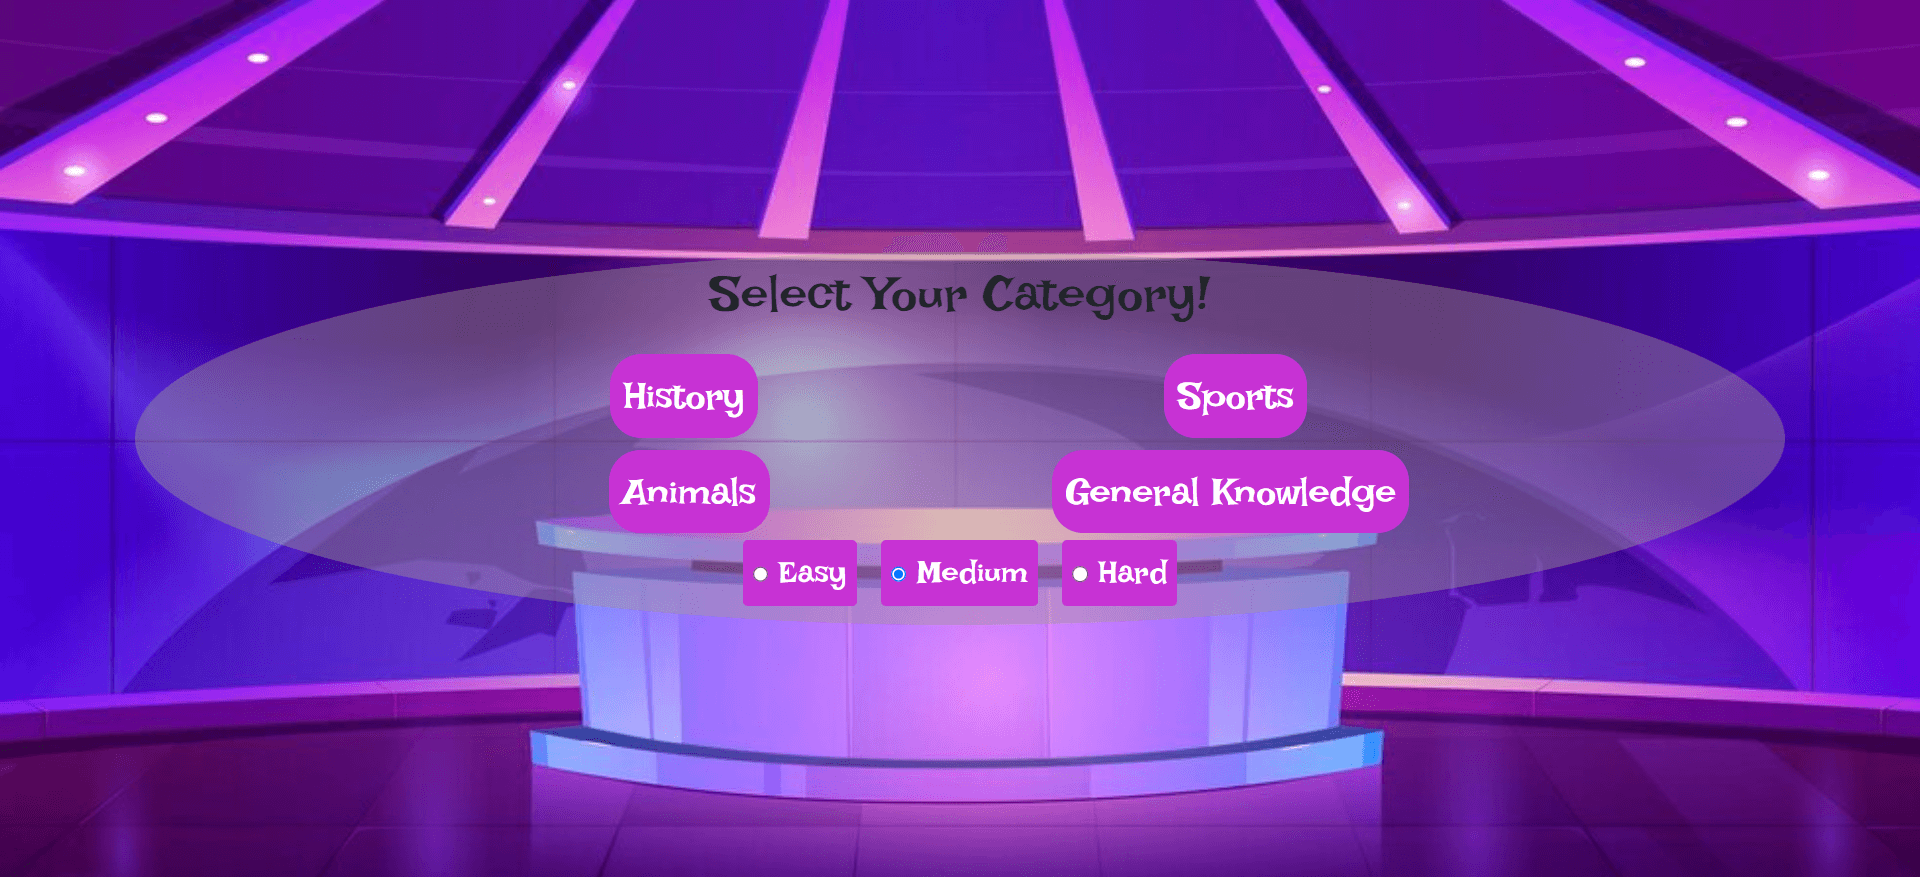 Select Your Category!
History
Sports
Animals
General Knowledge
Easy
Medium
Hard